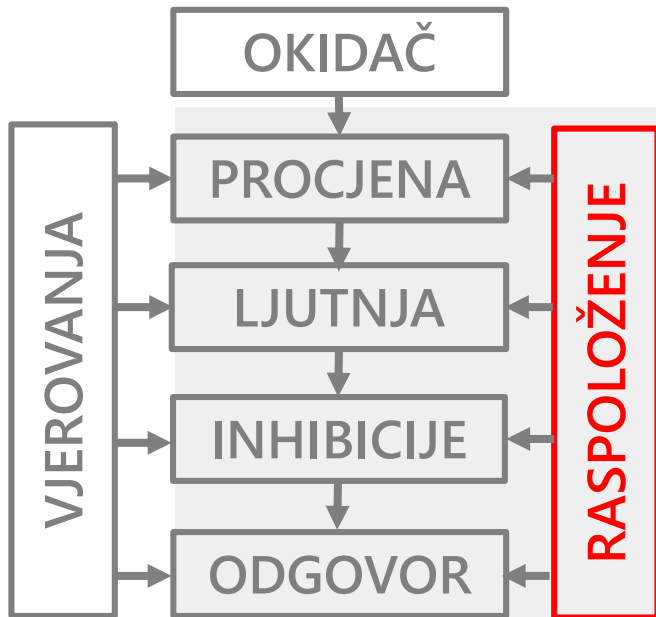 OKIDAČ
PROCJENA
LJUTNJA
INHIBICIJE
ODGOVOR
VJEROVANJA
RASPOLOŽENJE